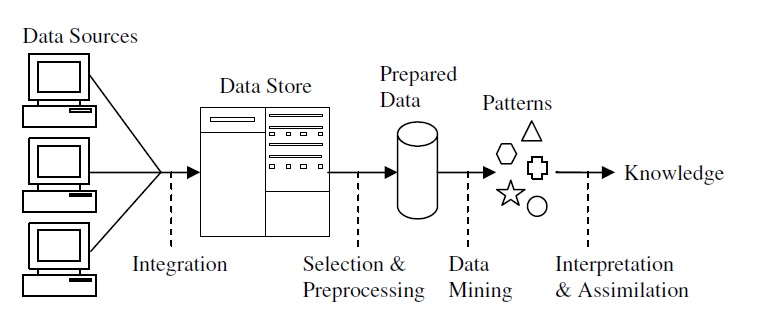 Data Sources
Data Store
Prepared
Data
Patterns
Knowledge
Integration
Selection &
Preprocessing
Data
Mining
Interpretation
& Assimilation